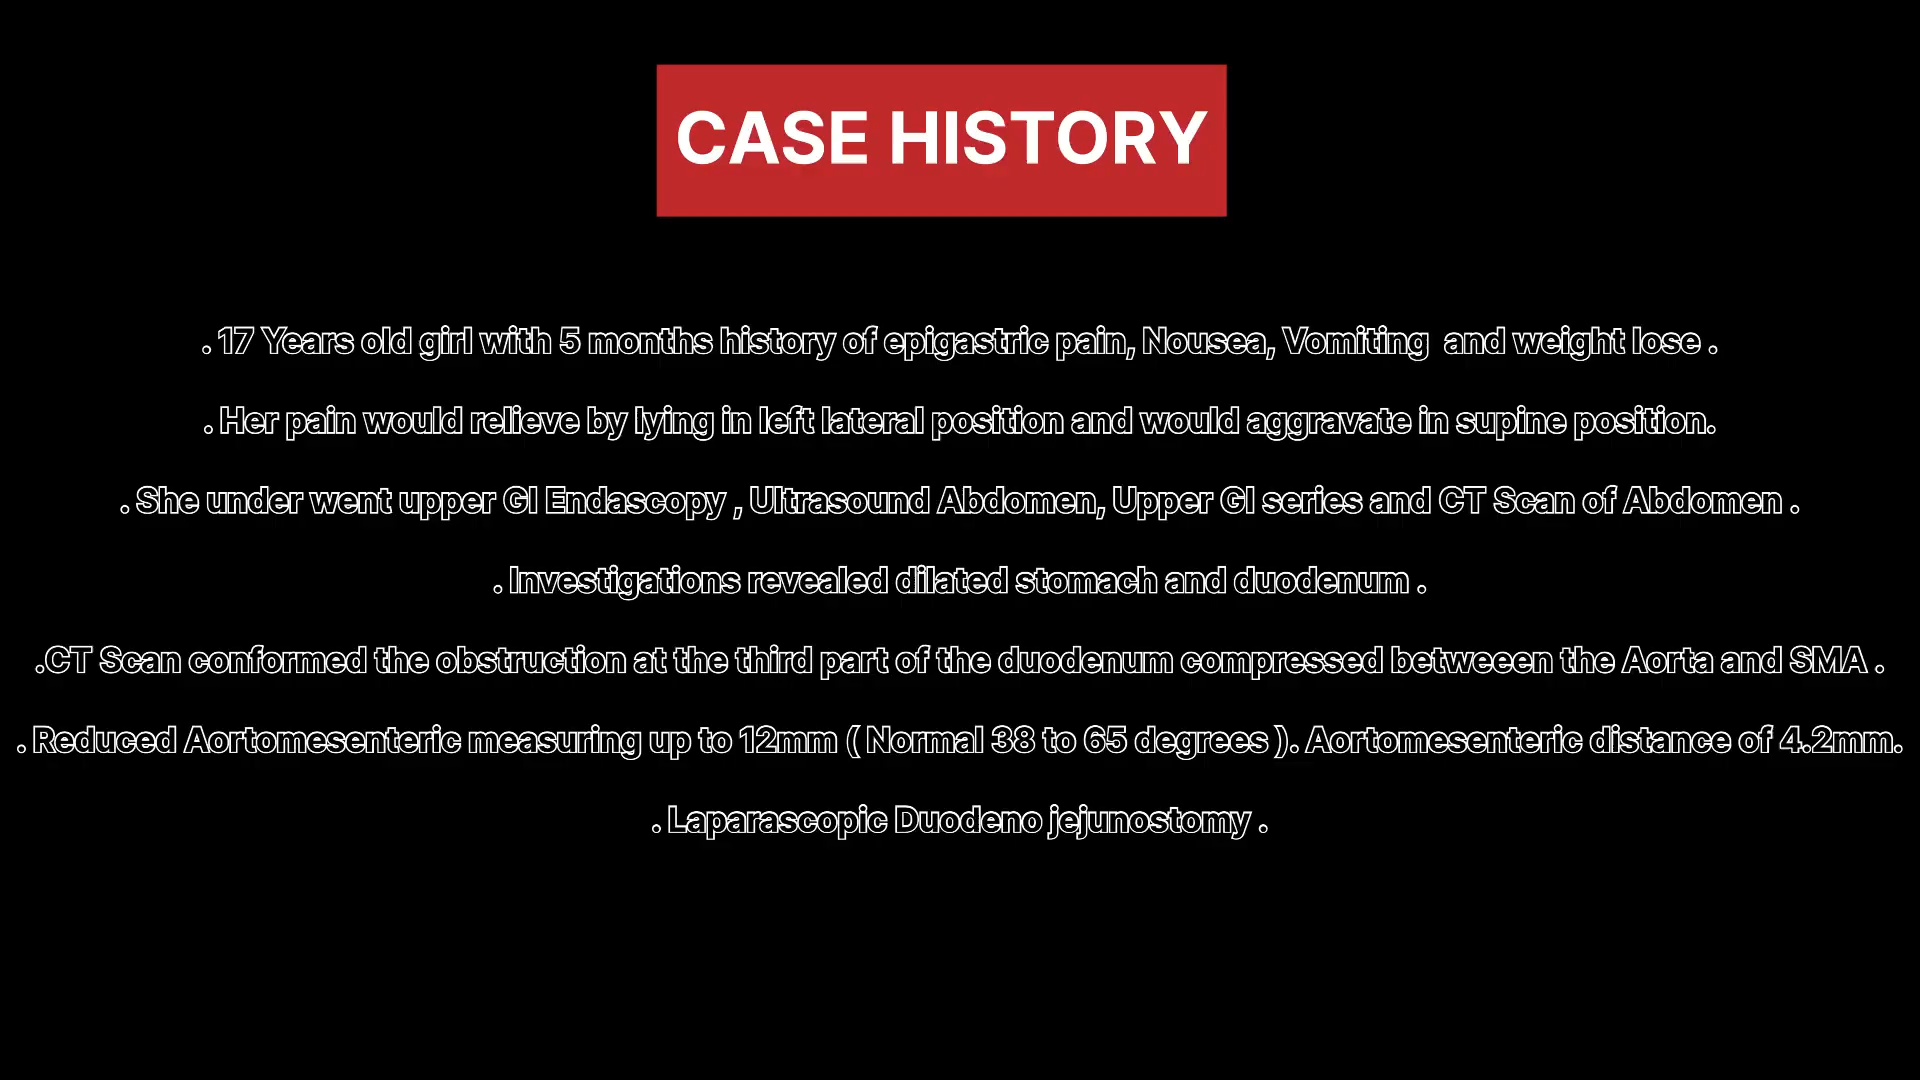 CASE HISTORY
. 17 Years old girl with 5 months history of epigastric pain, Nousea, Vomiting  and weight lose .
. Her pain would relieve by lying in left lateral position and would aggravate in supine position.
. She under went upper GI Endascopy , Ultrasound Abdomen, Upper GI series and CT Scan of Abdomen .
. Investigations revealed dilated stomach and duodenum .
.CT Scan conformed the obstruction at the third part of the duodenum compressed betweeen the Aorta and SMA .
. Reduced Aortomesenteric measuring up to 12mm ( Normal 38 to 65 degrees ). Aortomesenteric distance of 4.2mm.
. Laparascopic Duodeno jejunostomy .